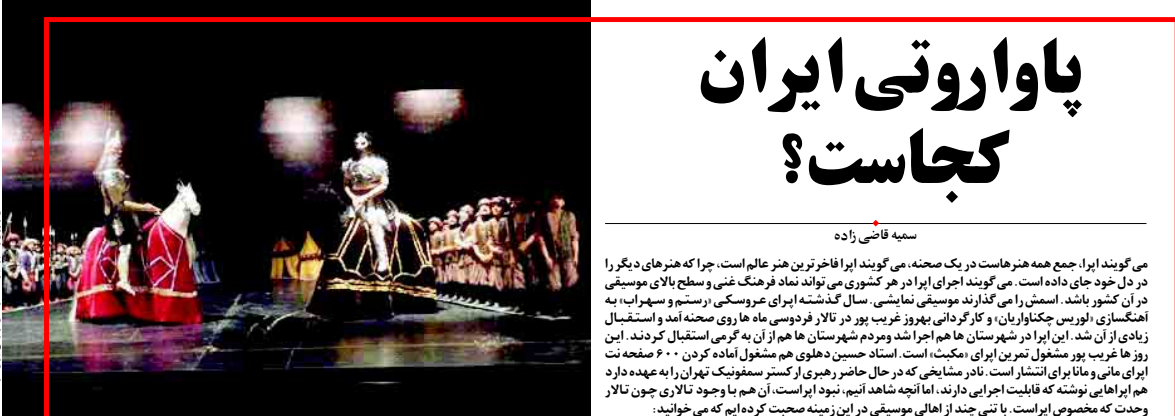 پاواروتی ایران
کجاست؟
سمیه قاضی زاده
می گویند اپرا، جمع همه هنرهاست در یک صحنه، می گویند اپرا فاخر ترین هنر عالم است، چرا که هنرهای دیگر را
در دل خود جای داده است. می گویند اجرای اپرا در هر کشوری می تواند نماد فرهنگ غنی و سطح بالای موسیقی
در آن کشور باشد. اسمش را می گذارند موسیقی نمایشی. سال گذشته اپرای عروسکی «رستم و سهراب» به
آهنگسازی «لوریس چکناواریان» و کارگردانی بهروز غریب پور در تالار فردوسی ماه ها روی صحنه آمد و استقبال
زیادی از آن شد. این اپرا در شهرستان ها هم اجرا شد ومردم شهرستان ها هم از آن به گرمی استقبال کردند. این
روز ها غریب پور مشغول تمرین اپرای «مکبث» است. استاد حسین دهلوی هم مشغول آماده کردن ۶۰۰ صفحه نت
اپرای مانی و مانا برای انتشار است. نادر مشایخی که در حال حاضر رهبری ارکستر سمفونیک تهران را به عهده دارد
هم اپراهایی نوشته که قابلیت اجرایی دارند، اما آنچه شاهد آنیم، نبود اپراست، آن هم با وجود تالاری چون تالار
وحدت که مخصوص اپراست. با تنی چند از اهالی موسیقی در این زمینه صحبت کرده ایم که می خوانید: